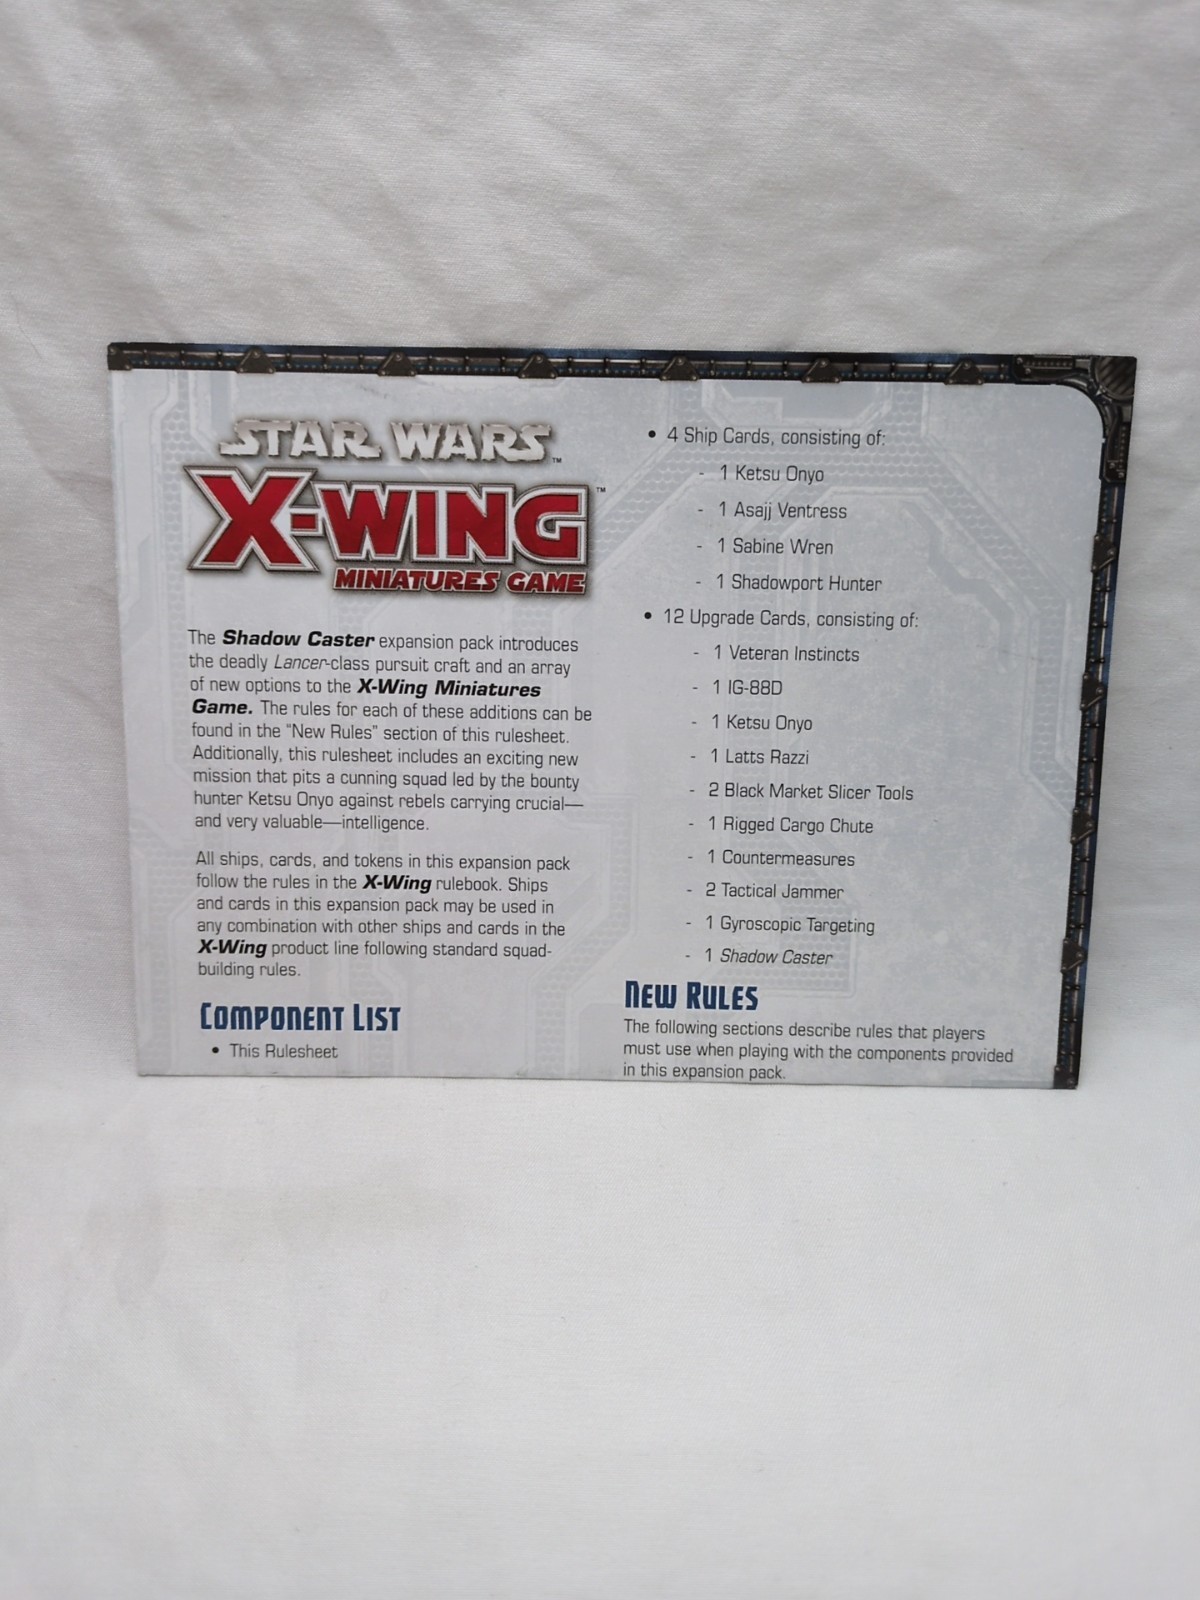 STAR WARS™
X-WING™
MINIATURES GAME
The Shadow Caster expansion pack introduces
the deadly Lancer-class pursuit craft and an array
of new options to the X-Wing Miniatures
Game. The rules for each of these additions can be
found in the "New Rules" section of this rulesheet.
Additionally, this rulesheet includes an exciting new
mission that pits a cunning squad led by the bounty
hunter Ketsu Onyo against rebels carrying crucial—
and very valuable—intelligence.
All ships, cards, and tokens in this expansion pack
follow the rules in the X-Wing rulebook. Ships
and cards in this expansion pack may be used in
any combination with other ships and cards in the
X-Wing product line following standard squad-
building rules.
Component List
• This Rulesheet
• 4 Ship Cards, consisting of:
- 1 Ketsu Onyo
- 1 Asajj Ventress
- 1 Sabine Wren
- 1 Shadowport Hunter
• 12 Upgrade Cards, consisting of:
- 1 Veteran Instincts
- 1 IG-88D
- 1 Ketsu Onyo
- 1 Latts Razzi
- 2 Black Market Slicer Tools
- 1 Rigged Cargo Chute
- 1 Countermeasures
- 2 Tactical Jammer
- 1 Gyroscopic Targeting
- 1 Shadow Caster
New Rules
The following sections describe rules that players
must use when playing with the components provided
in this expansion pack.